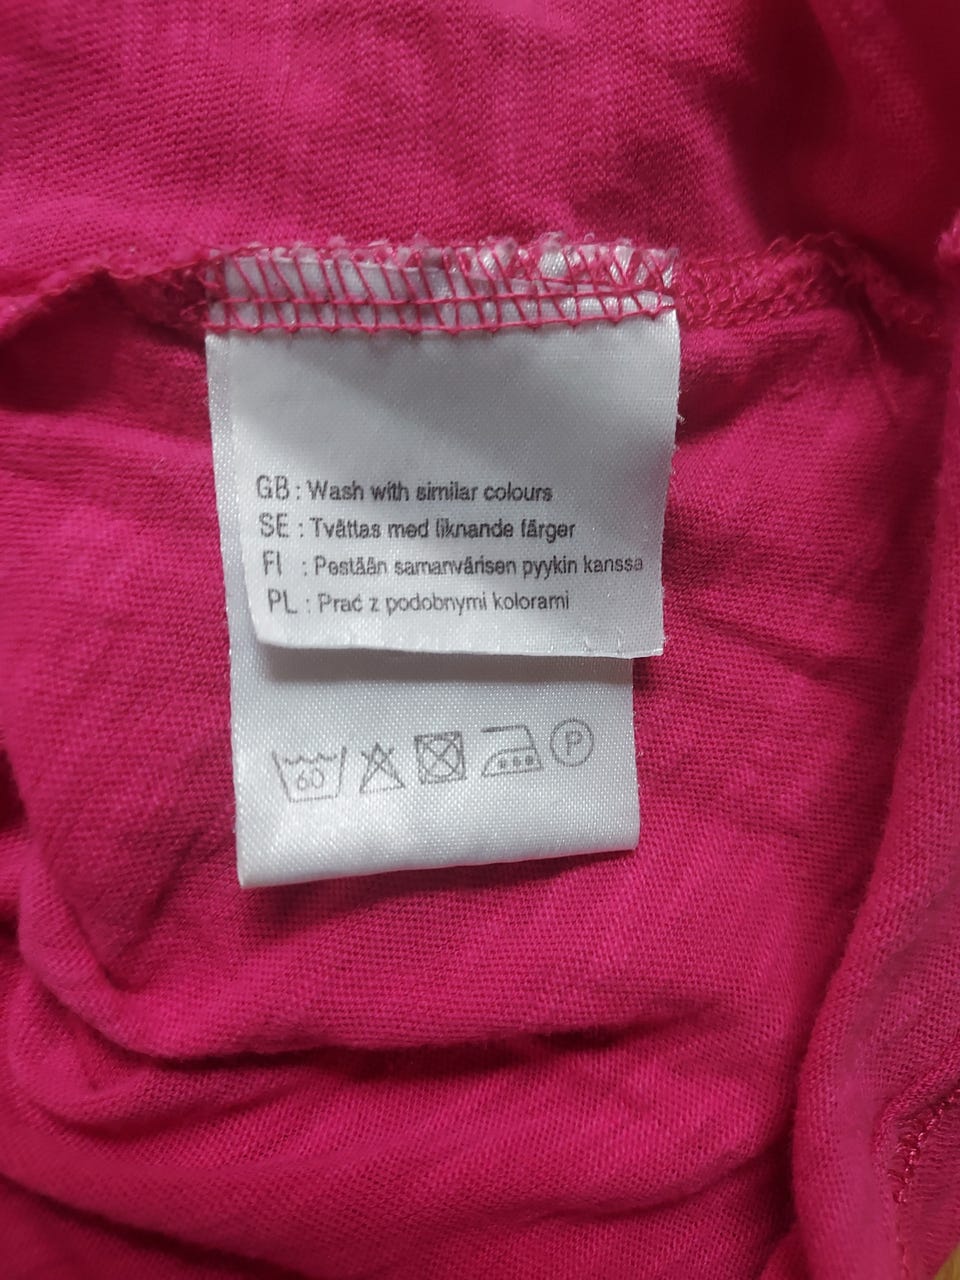 GB : Wash with similar colours
SE : Tvättas med liknande färger
FI : Pestään samanvärisen pyykin kanssa
PL : Prać z podobnymi kolorami
60 P